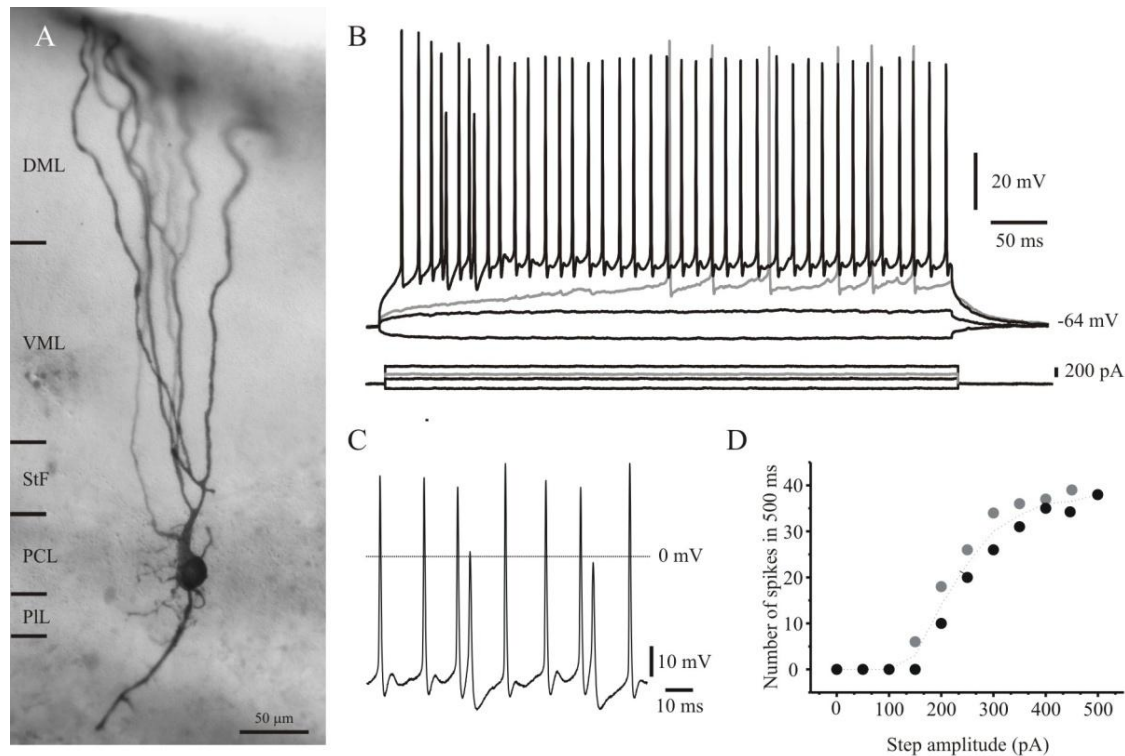 A
DML
VML
StF
PCL
PlL
50 µm
B
20 mV
50 ms
-64 mV
200 pA
C
0 mV
10 mV
10 ms
D
Number of spikes in 500 ms
40
30
20
10
0
0 100 200 300 400 500
Step amplitude (pA)